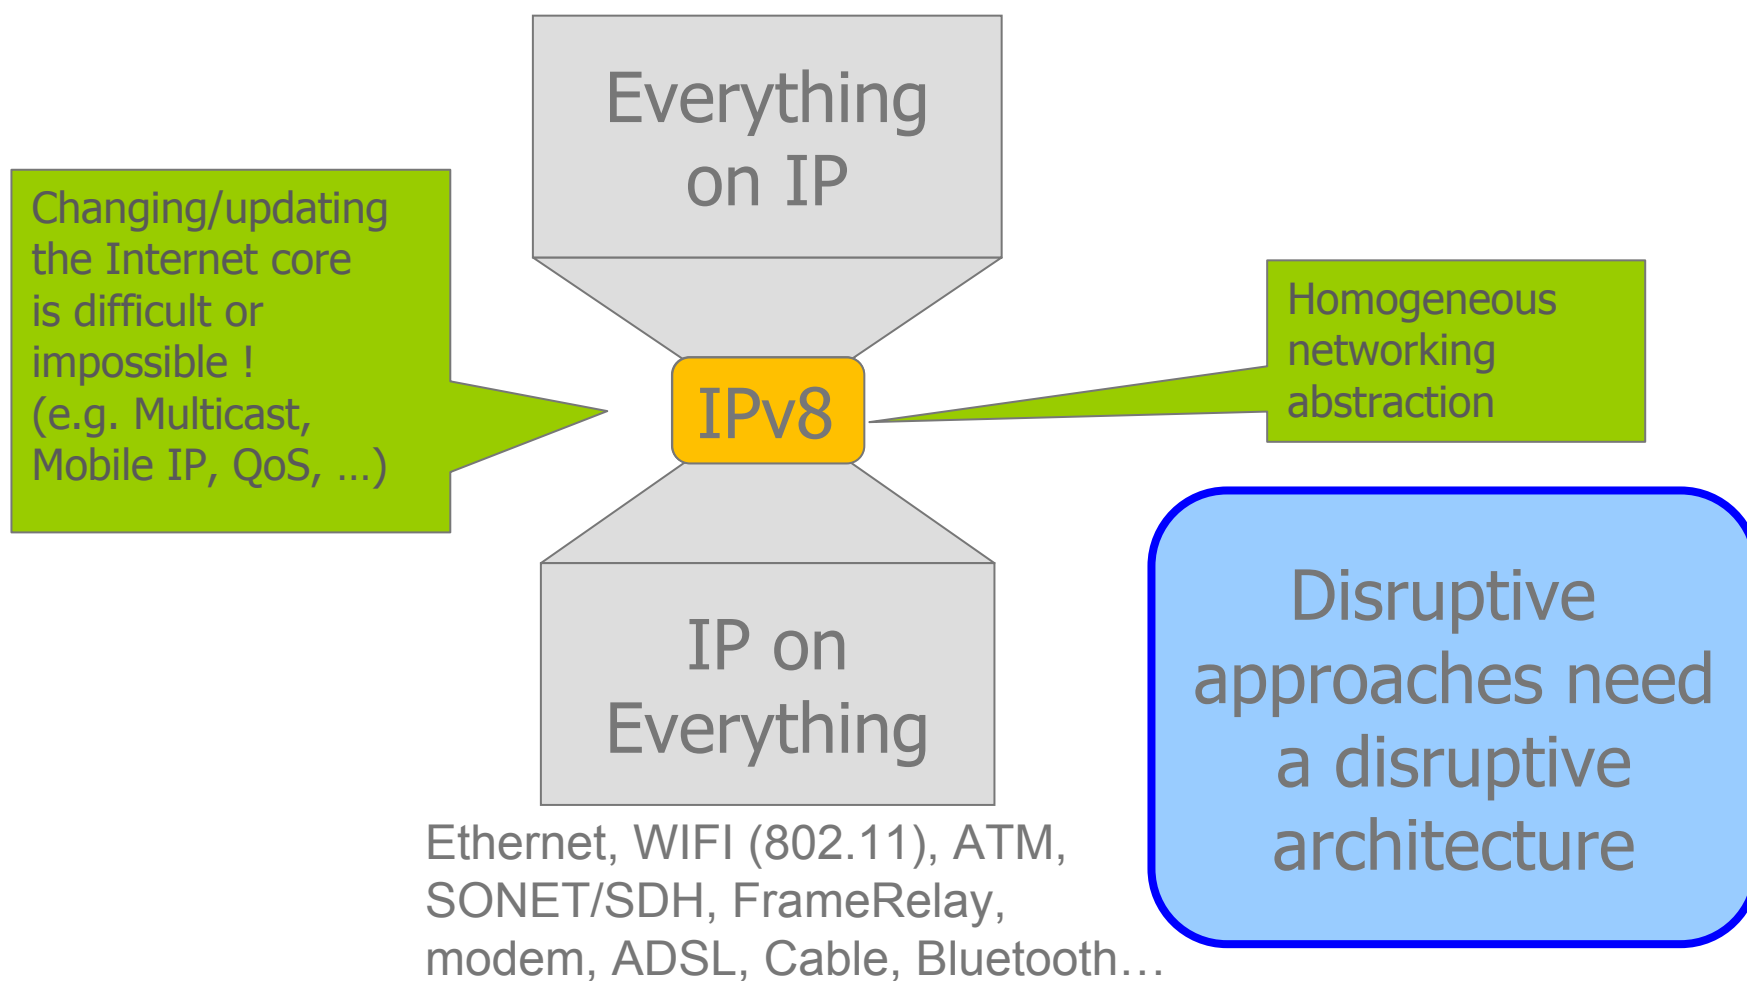 Everything
on IP
Changing/updating
the Internet core
is difficult or
impossible !
(e.g. Multicast,
Mobile IP, QoS, …)
IPv8
Homogeneous
networking
abstraction
IP on
Everything
Disruptive
approaches need
a disruptive
architecture
Ethernet, WIFI (802.11), ATM,
SONET/SDH, FrameRelay,
modem, ADSL, Cable, Bluetooth…